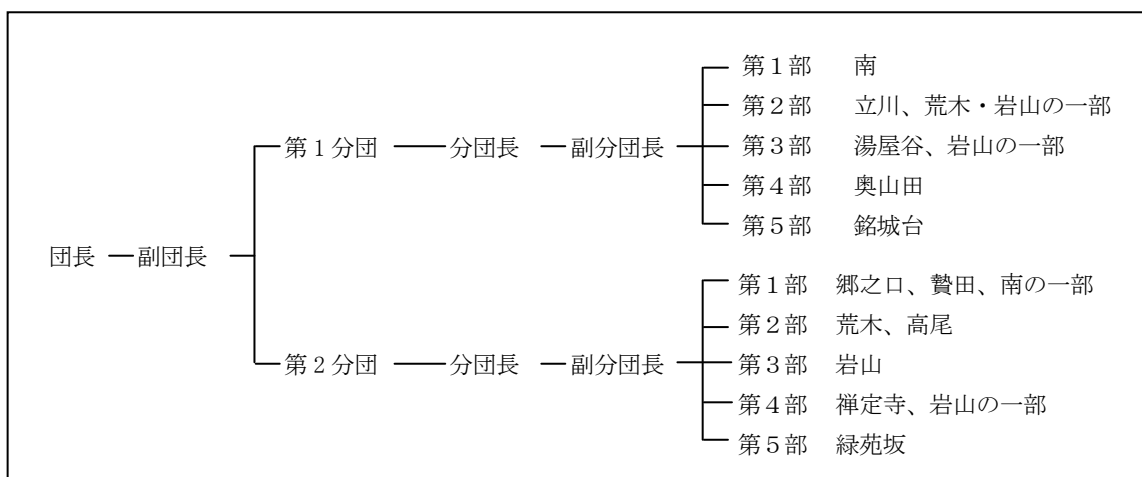 第１部 南
第２部 立川、荒木・岩山の一部
第１分団 分団長 副分団長 第３部 湯屋谷、岩山の一部
第４部 奥山田
第５部 銘城台
団長 副団長
第１部 郷之口、贄田、南の一部
第２部 荒木、高尾
第２分団 分団長 副分団長 第３部 岩山
第４部 禅定寺、岩山の一部
第５部 緑苑坂